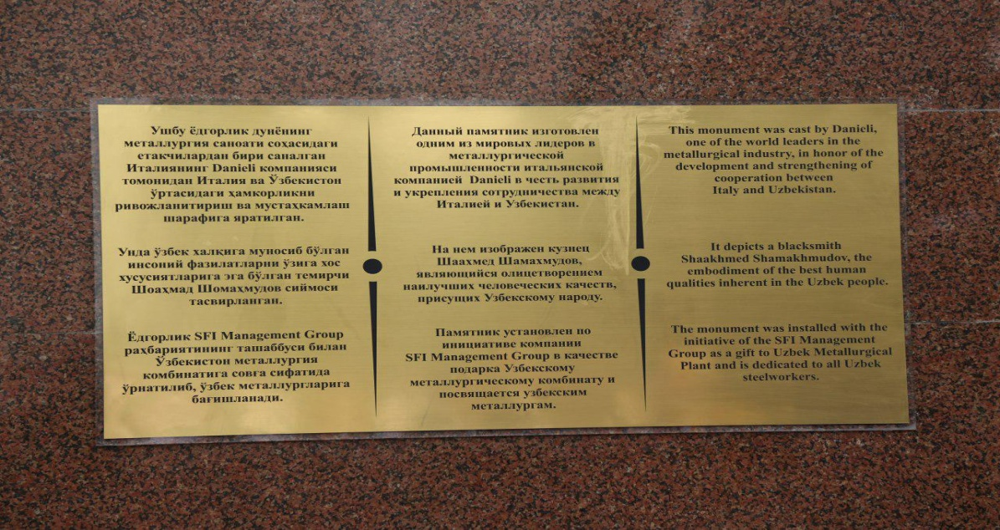 Ушбу ёдгорлик дунёнинг
металлургия саноати соҳасидаги
етакчилардан бири саналган
Италиянинг Danieli компанияси
томонидан Италия ва Ўзбекистон
ўртасидаги ҳамкорликни
ривожланитириш ва мустаҳкамлаш
шарафига яратилган.
Унда ўзбек халқига муносиб бўлган
инсоний фазилатларни ўзига хос
хусусиятларига эга бўлган темирчи
Шоаҳмад Шомаҳмудов сиймоси
тасвирланган.
Ёдгорлик SFI Management Group
раҳбариятининг ташаббуси билан
Ўзбекистон металлургия
комбинатига совға сифатида
ўрнатилиб, ўзбек металлургларига
бағишланади.
Данный памятник изготовлен
одним из мировых лидеров в
металлургической
промышленности итальянской
компанией Danieli в честь развития
и укрепления сотрудничества между
Италией и Узбекистан.
На нем изображен кузнец
Шаахмед Шамахмудов,
являющийся олицетворением
наилучших человеческих качеств,
присущих Узбекскому народу.
Памятник установлен по
инициативе компании
SFI Management Group в качестве
подарка Узбекскому
металлургическому комбинату и
посвящается узбекским
металлургам.
This monument was cast by Danieli,
one of the world leaders in the
metallurgical industry, in honor of the
development and strengthening of
cooperation between
Italy and Uzbekistan.
It depicts a blacksmith
Shaakhmed Shamakhmudov, the
embodiment of the best human
qualities inherent in the Uzbek people.
The monument was installed with the
initiative of the SFI Management
Group as a gift to Uzbek Metallurgical
Plant and is dedicated to all Uzbek
steelworkers.